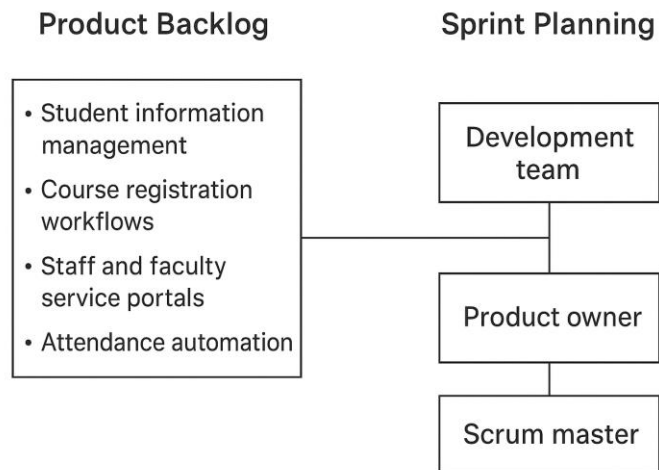 Product Backlog
• Student information
management
• Course registration
workflows
• Staff and faculty
service portals
• Attendance automation
Sprint Planning
Development
team
Product owner
Scrum master